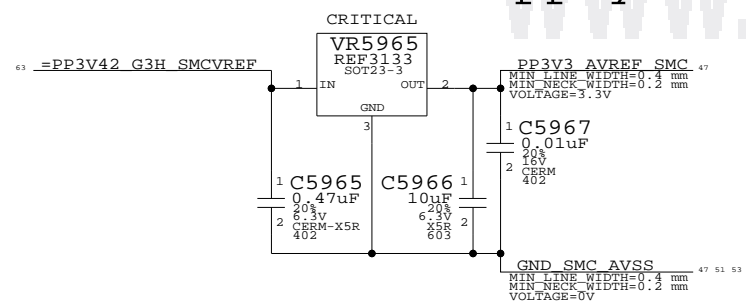 CRITICAL
VR5965
REF3133
SOT23-3
63 =PP3V42_G3H_SMCVREF
PP3V3_AVREF_SMC 47
MIN_LINE_WIDTH=0.4 mm
MIN_NECK_WIDTH=0.2 mm
VOLTAGE=3.3V
1 IN OUT 2
GND
3
1 C5967
0.01uF
20%
2 16V
CERM
402
1 C5965
0.47uF
20%
6.3V
2 CERM-X5R
402
C5966 1
10uF
20%
6.3V
X5R 2
603
GND_SMC_AVSS 47 51 53
MIN_LINE_WIDTH=0.4 mm
MIN_NECK_WIDTH=0.2 mm
VOLTAGE=0V